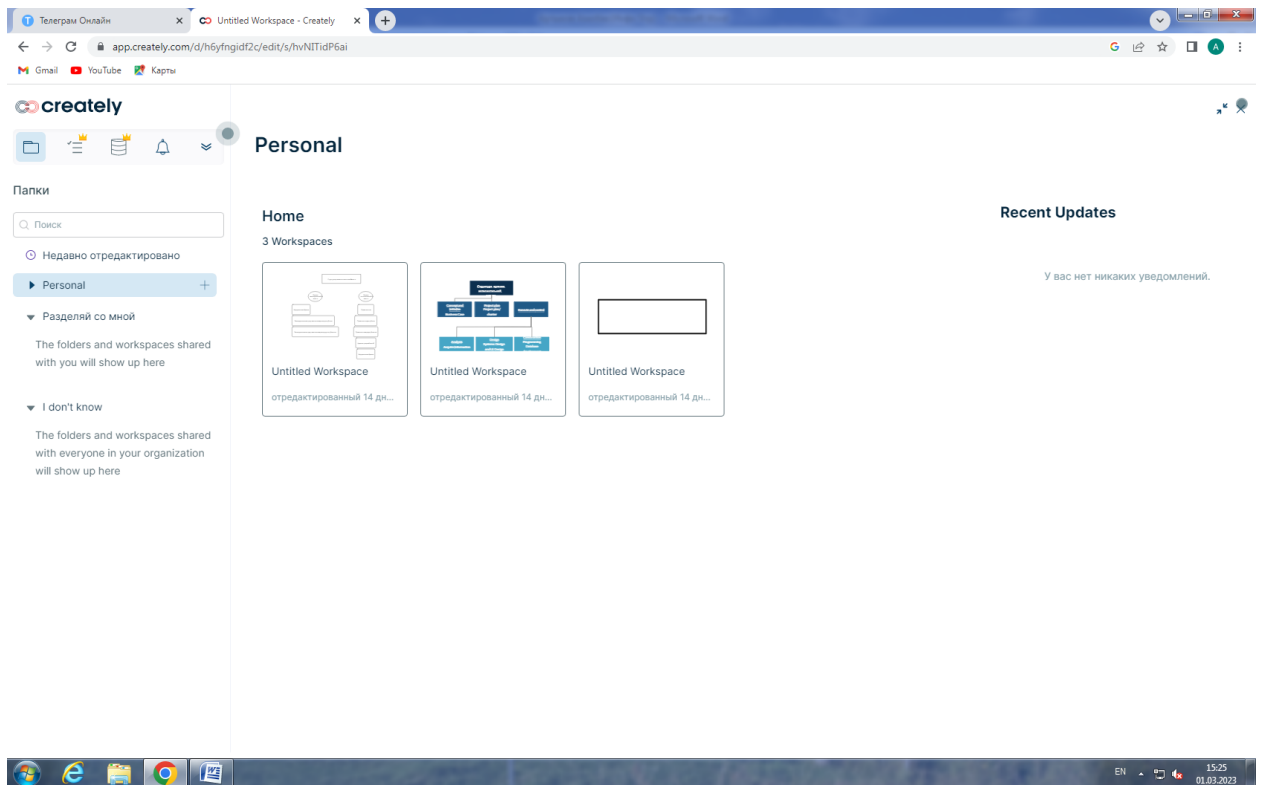 Телеграм Онлайн
Untitled Workspace - Creately
app.creately.com/d/h6yfngidf2c/edit/s/hvNITidP6ai
G
A
Gmail
YouTube
Карты
creately
Personal
Папки
Поиск
Недавно отредактировано
Personal
Разделяй со мной
The folders and workspaces shared
with you will show up here
I don't know
The folders and workspaces shared
with everyone in your organization
will show up here
Home
3 Workspaces
Untitled Workspace
отредактированный 14 дн...
Untitled Workspace
отредактированный 14 дн...
Untitled Workspace
отредактированный 14 дн...
Recent Updates
У вас нет никаких уведомлений.
EN
15:25
01.03.2023